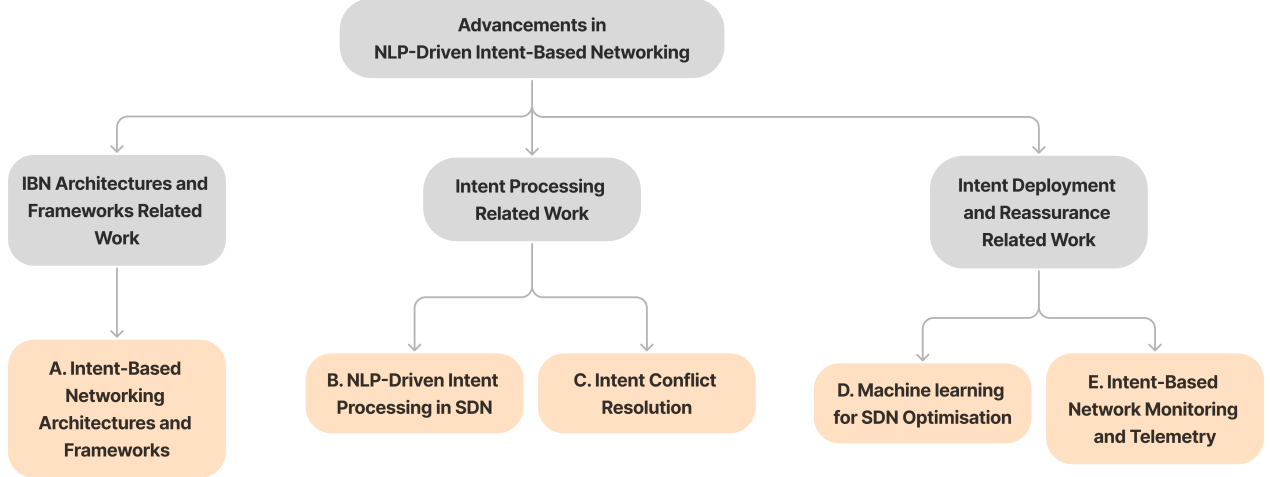 Advancements in
NLP-Driven Intent-Based Networking
IBN Architectures and
Frameworks Related
Work
Intent Processing
Related Work
Intent Deployment
and Reassurance
Related Work
A. Intent-Based
Networking
Architectures and
Frameworks
B. NLP-Driven Intent
Processing in SDN
C. Intent Conflict
Resolution
D. Machine learning
for SDN Optimisation
E. Intent-Based
Network Monitoring
and Telemetry